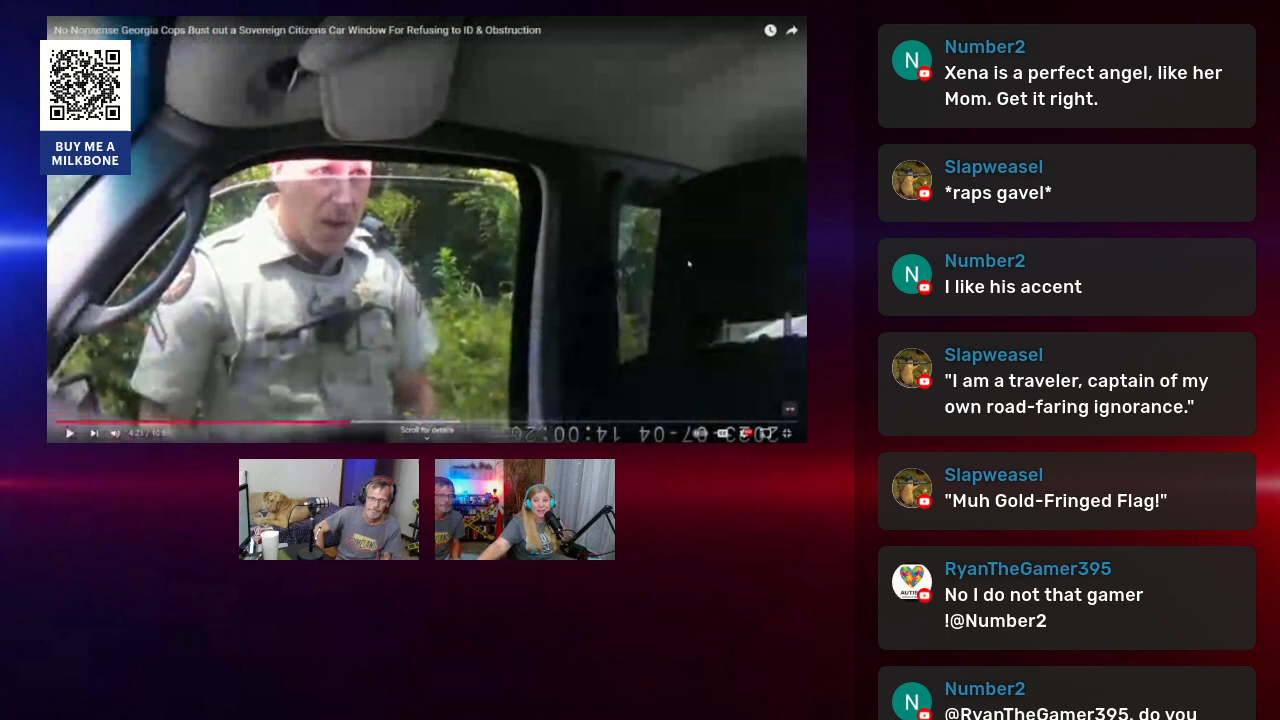 No-Nonsense Georgia Cops Bust out a Sovereign Citizens Car Window For Refusing to ID & Obstruction
BUY ME A
MILKBONE
Scroll for details
Number2
Xena is a perfect angel, like her
Mom. Get it right.
Slapweasel
*raps gavel*
Number2
I like his accent
Slapweasel
"I am a traveler, captain of my
own road-faring ignorance."
Slapweasel
"Muh Gold-Fringed Flag!"
RyanTheGamer395
No I do not that gamer
!@Number2
Number2
@RyanTheGamer395, do you